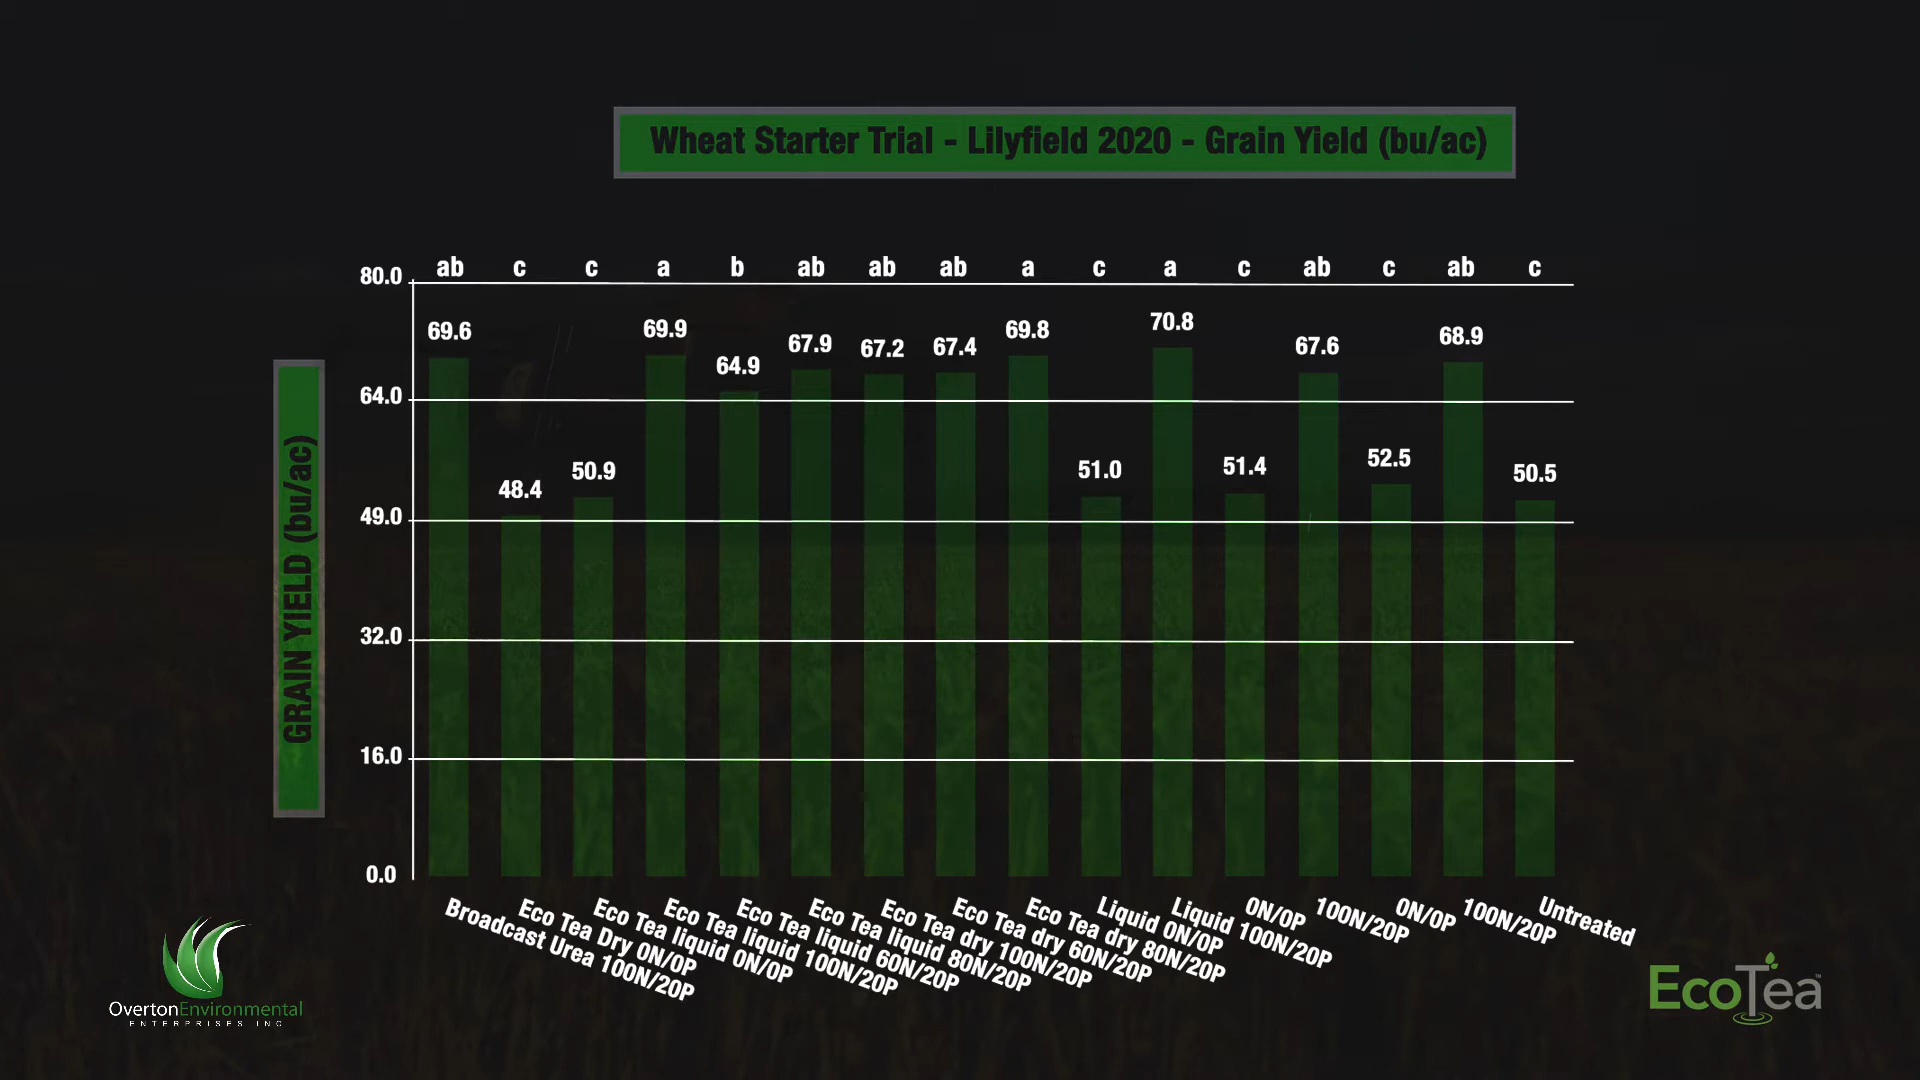 Wheat Starter Trial - Lilyfield 2020 - Grain Yield (bu/ac)
80.0 ab c c a b ab ab ab a c a c ab c ab c
69.6 48.4 50.9 69.9 64.9 67.9 67.2 67.4 69.8 51.0 70.8 51.4 67.6 52.5 68.9 50.5
64.0
49.0
32.0
16.0
0.0
GRAIN YIELD (bu/ac)
Broadcast Urea 100N/20P
Eco Tea Dry 0N/0P
Eco Tea liquid 0N/0P
Eco Tea liquid 100N/20P
Eco Tea liquid 60N/20P
Eco Tea liquid 80N/20P
Eco Tea dry 100N/20P
Eco Tea dry 60N/20P
Eco Tea dry 80N/20P
Liquid 0N/0P
Liquid 100N/20P
0N/0P
100N/20P
0N/0P
100N/20P
Untreated
OvertonEnvironmental
ENTERPRISES INC
EcoTea™